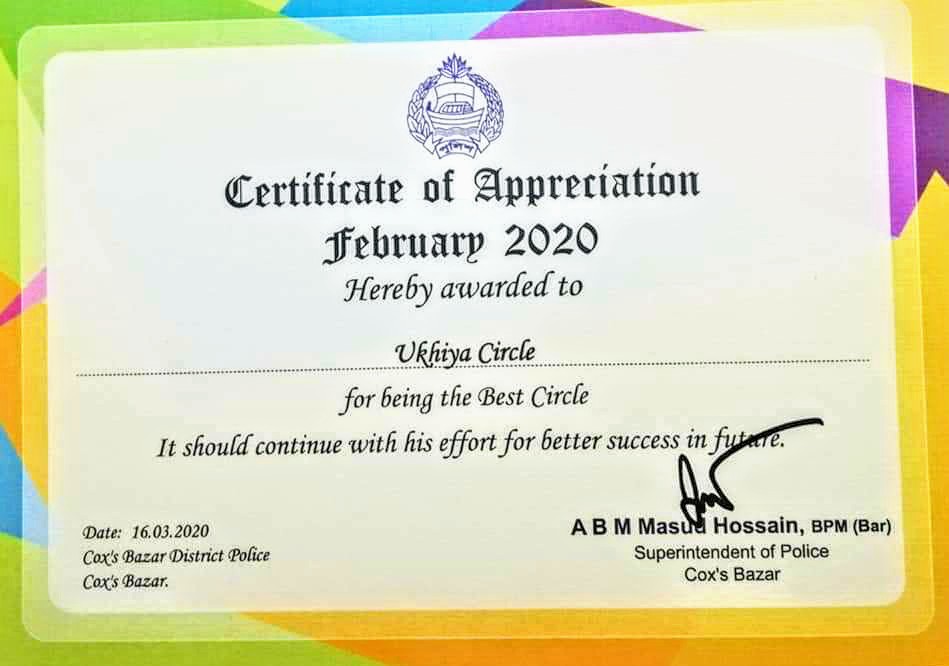 পুলিশ
Certificate of Appreciation
February 2020
Hereby awarded to
Ukhiya Circle
for being the Best Circle
It should continue with his effort for better success in future.
Date: 16.03.2020
Cox's Bazar District Police
Cox's Bazar.
A B M Masud Hossain, BPM (Bar)
Superintendent of Police
Cox's Bazar